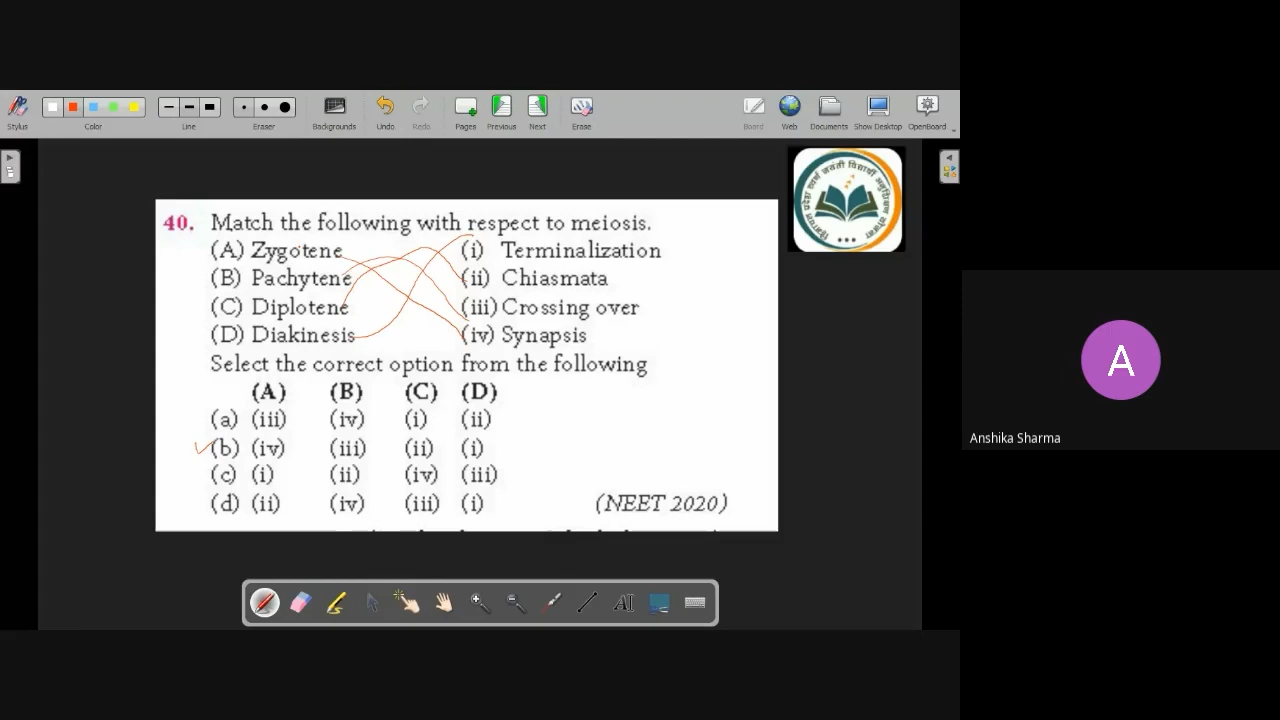 Stylus Color Line Eraser Backgrounds Undo Redo Pages Previous Next Erase Board Web Documents Show Desktop OpenBoard
40. Match the following with respect to meiosis.
(A) Zygotene (i) Terminalization
(B) Pachytene (ii) Chiasmata
(C) Diplotene (iii) Crossing over
(D) Diakinesis (iv) Synapsis
Select the correct option from the following
(A) (B) (C) (D)
(a) (iii) (iv) (i) (ii)
(b) (iv) (iii) (ii) (i)
(c) (i) (ii) (iv) (iii)
(d) (ii) (iv) (iii) (i) (NEET 2020)
A
Anshika Sharma